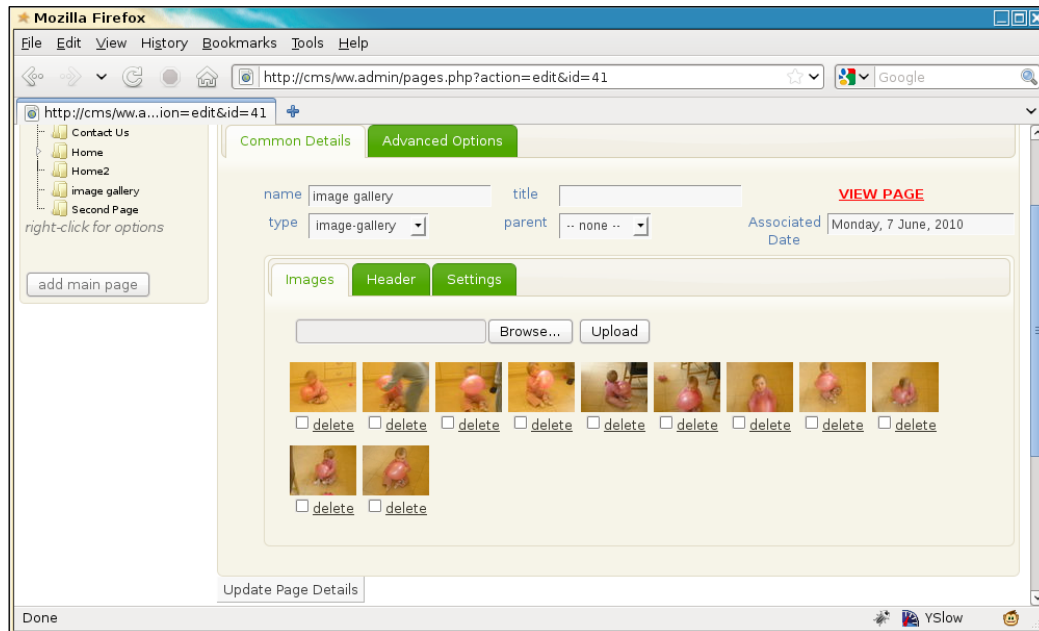 Mozilla Firefox
File Edit View History Bookmarks Tools Help
http://cms/ww.admin/pages.php?action=edit&id=41 Google
http://cms/ww.a...ion=edit&id=41
Contact Us
Home
Home2
image gallery
Second Page
right-click for options
add main page
Common Details Advanced Options
name image gallery title VIEW PAGE
type image-gallery parent -- none -- Associated Date Monday, 7 June, 2010
Images Header Settings
Browse... Upload
delete delete delete delete delete delete delete delete delete
delete delete
Update Page Details
Done YSlow